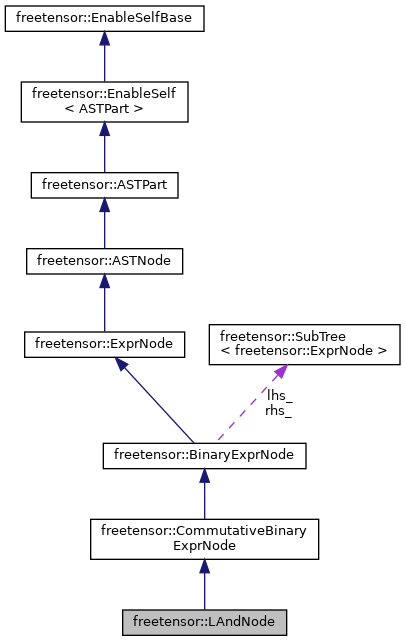 freetensor::EnableSelfBase
freetensor::EnableSelf
< ASTPart >
freetensor::ASTPart
freetensor::ASTNode
freetensor::ExprNode
freetensor::SubTree
< freetensor::ExprNode >
lhs_
rhs_
freetensor::BinaryExprNode
freetensor::CommutativeBinary
ExprNode
freetensor::LAndNode